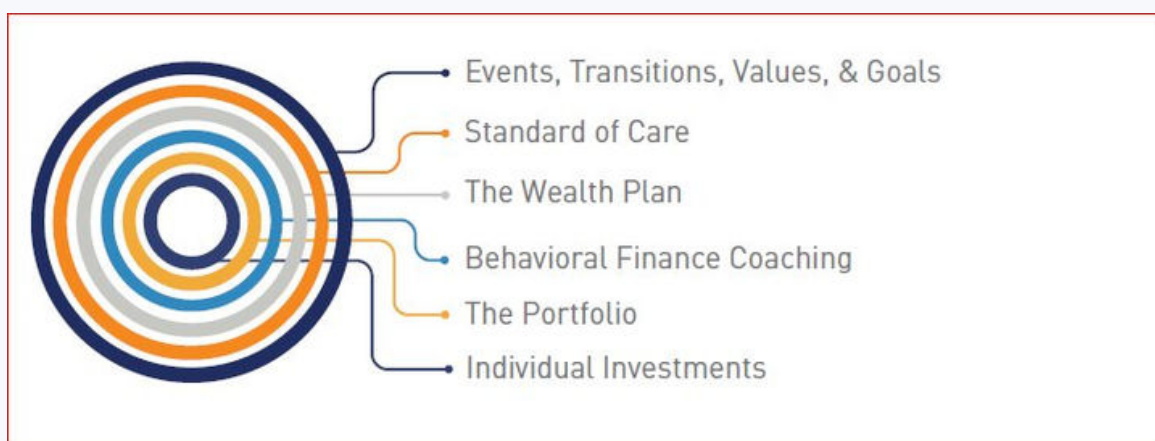 Events, Transitions, Values, & Goals
Standard of Care
The Wealth Plan
Behavioral Finance Coaching
The Portfolio
Individual Investments